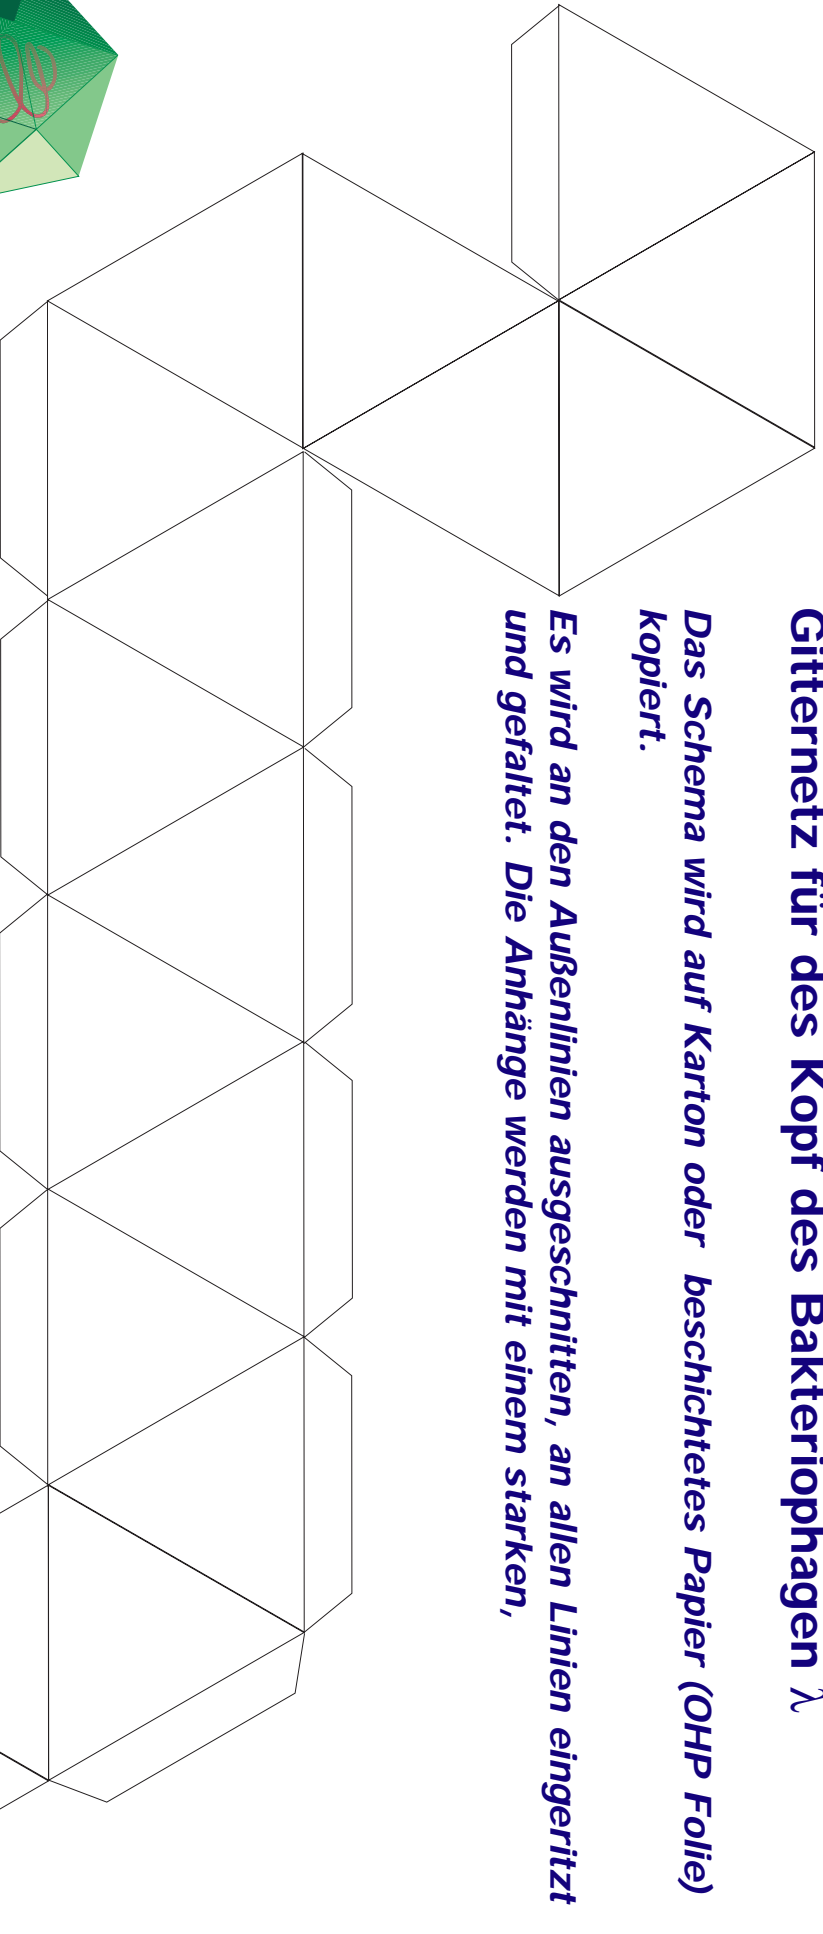 Gitternetz für des Kopf des Bakteriophagen λ
Das Schema wird auf Karton oder beschichtetes Papier (OHP Folie)
kopiert.
Es wird an den Außenlinien ausgeschnitten, an allen Linien eingeritzt
und gefaltet. Die Anhänge werden mit einem starken,